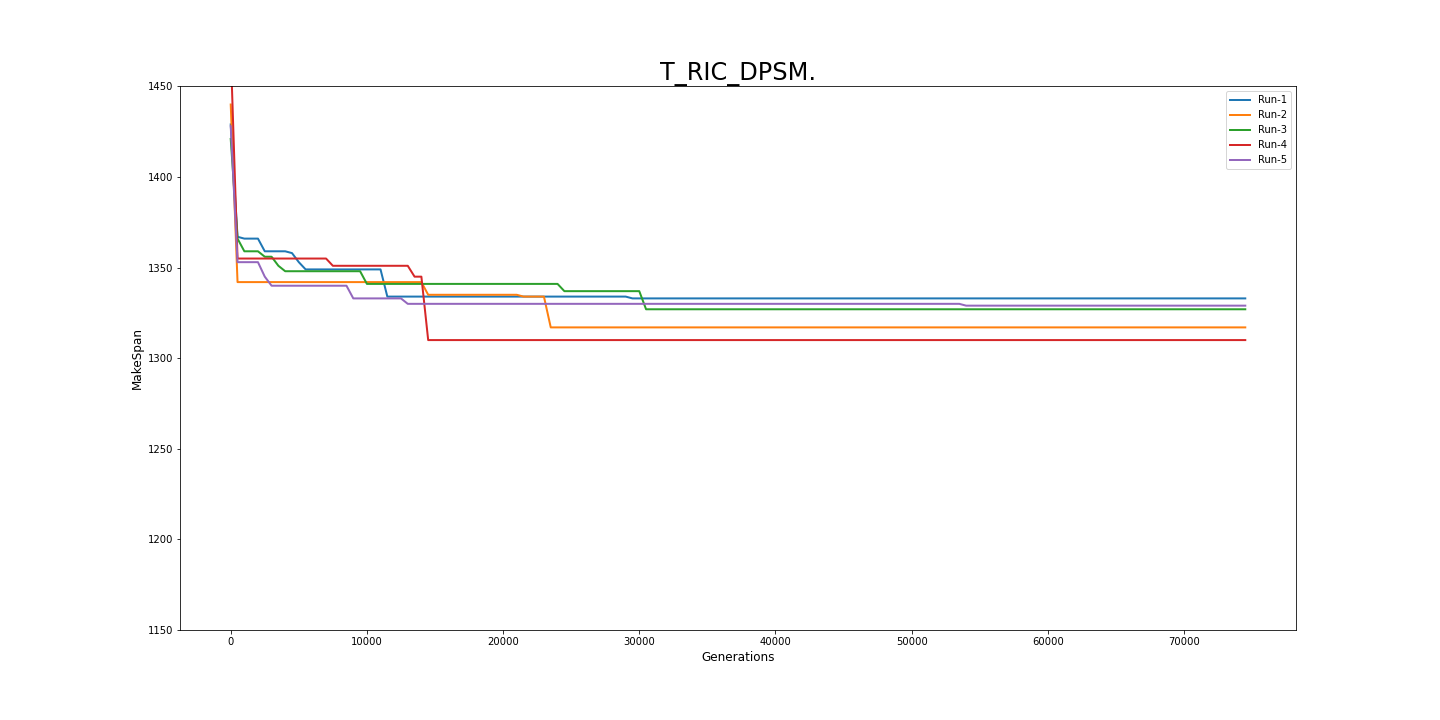 T_RIC_DPSM.
1450
1400
1350
1300
1250
1200
1150
MakeSpan
0 10000 20000 30000 40000 50000 60000 70000
Generations
Run-1
Run-2
Run-3
Run-4
Run-5